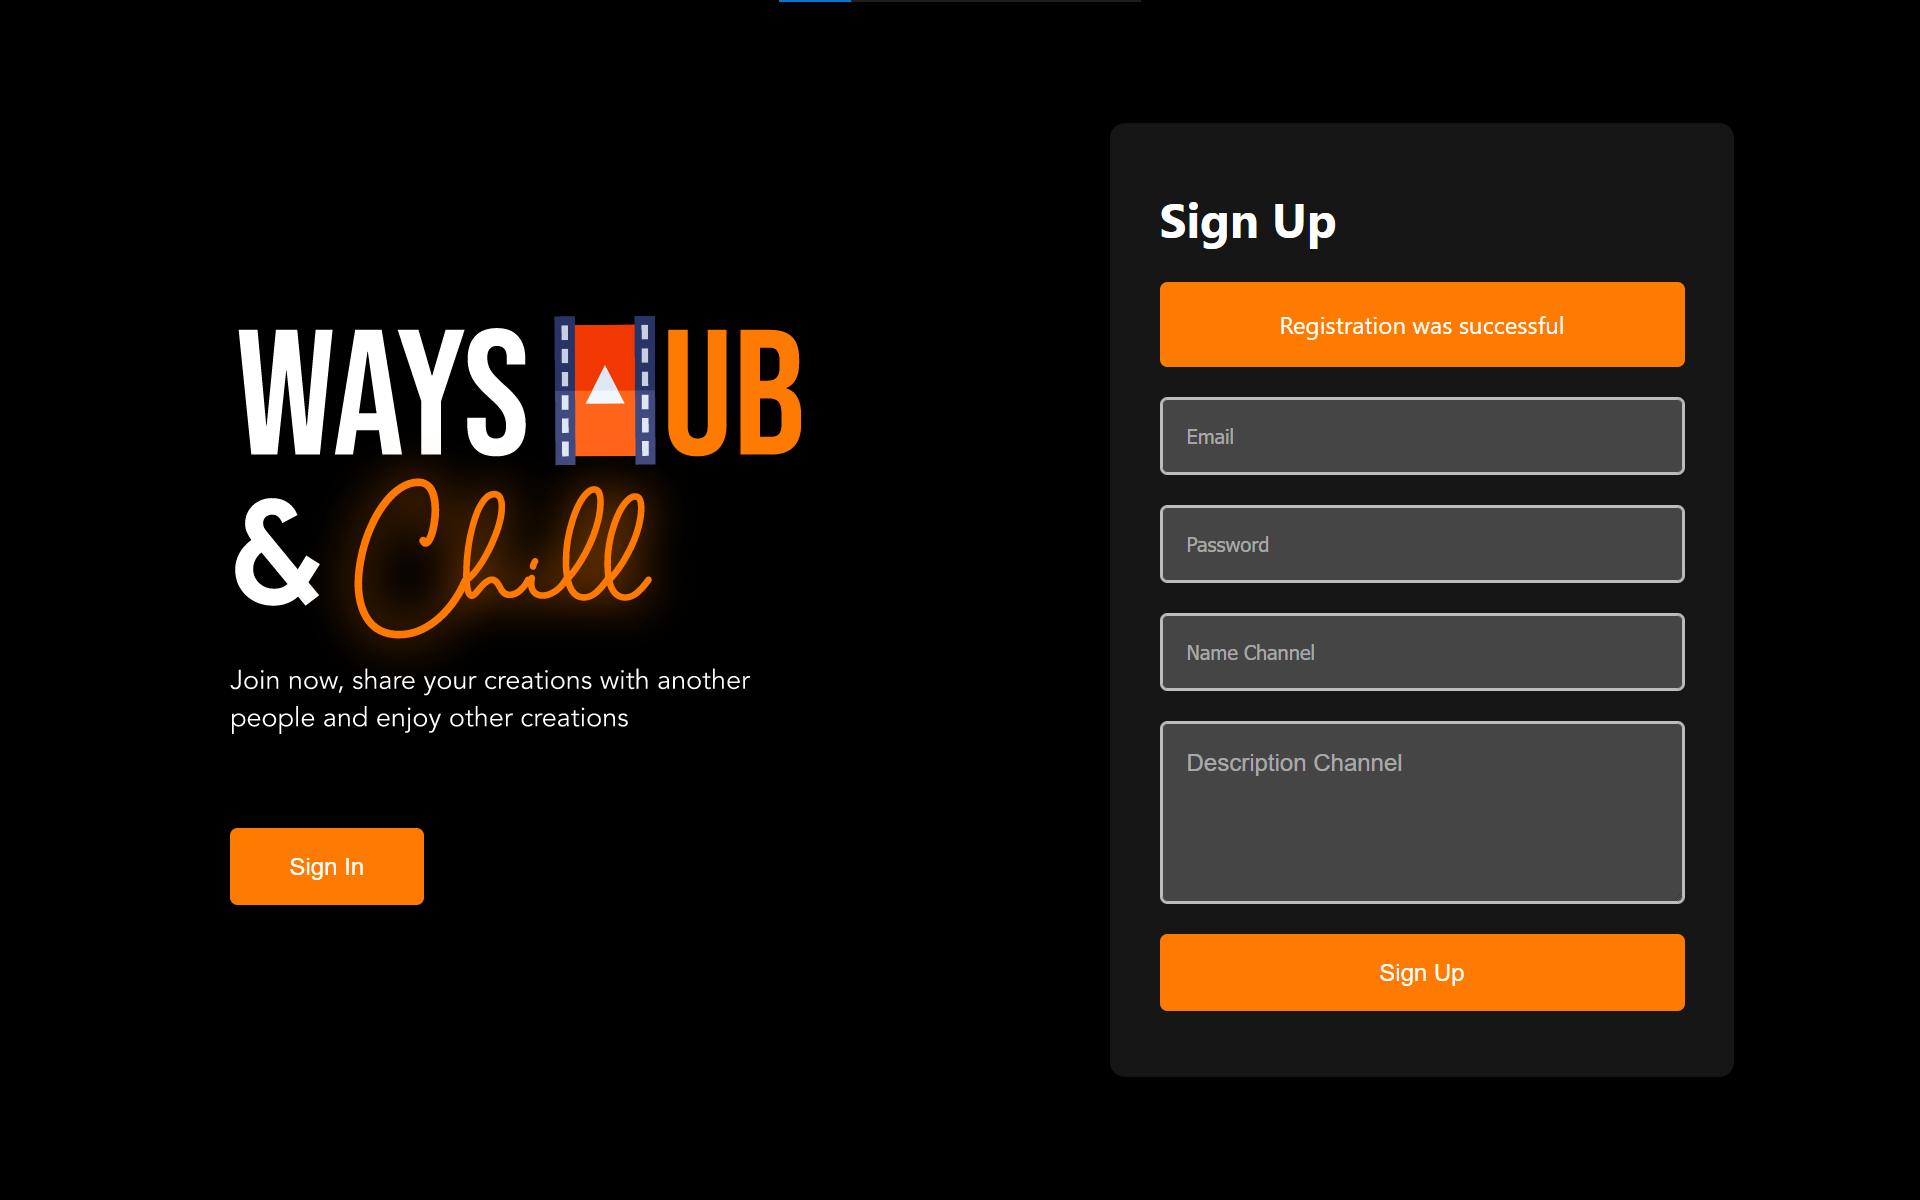 WAYS HUB
& Chill
Join now, share your creations with another
people and enjoy other creations
Sign In
Sign Up
Registration was successful
Email
Password
Name Channel
Description Channel
Sign Up